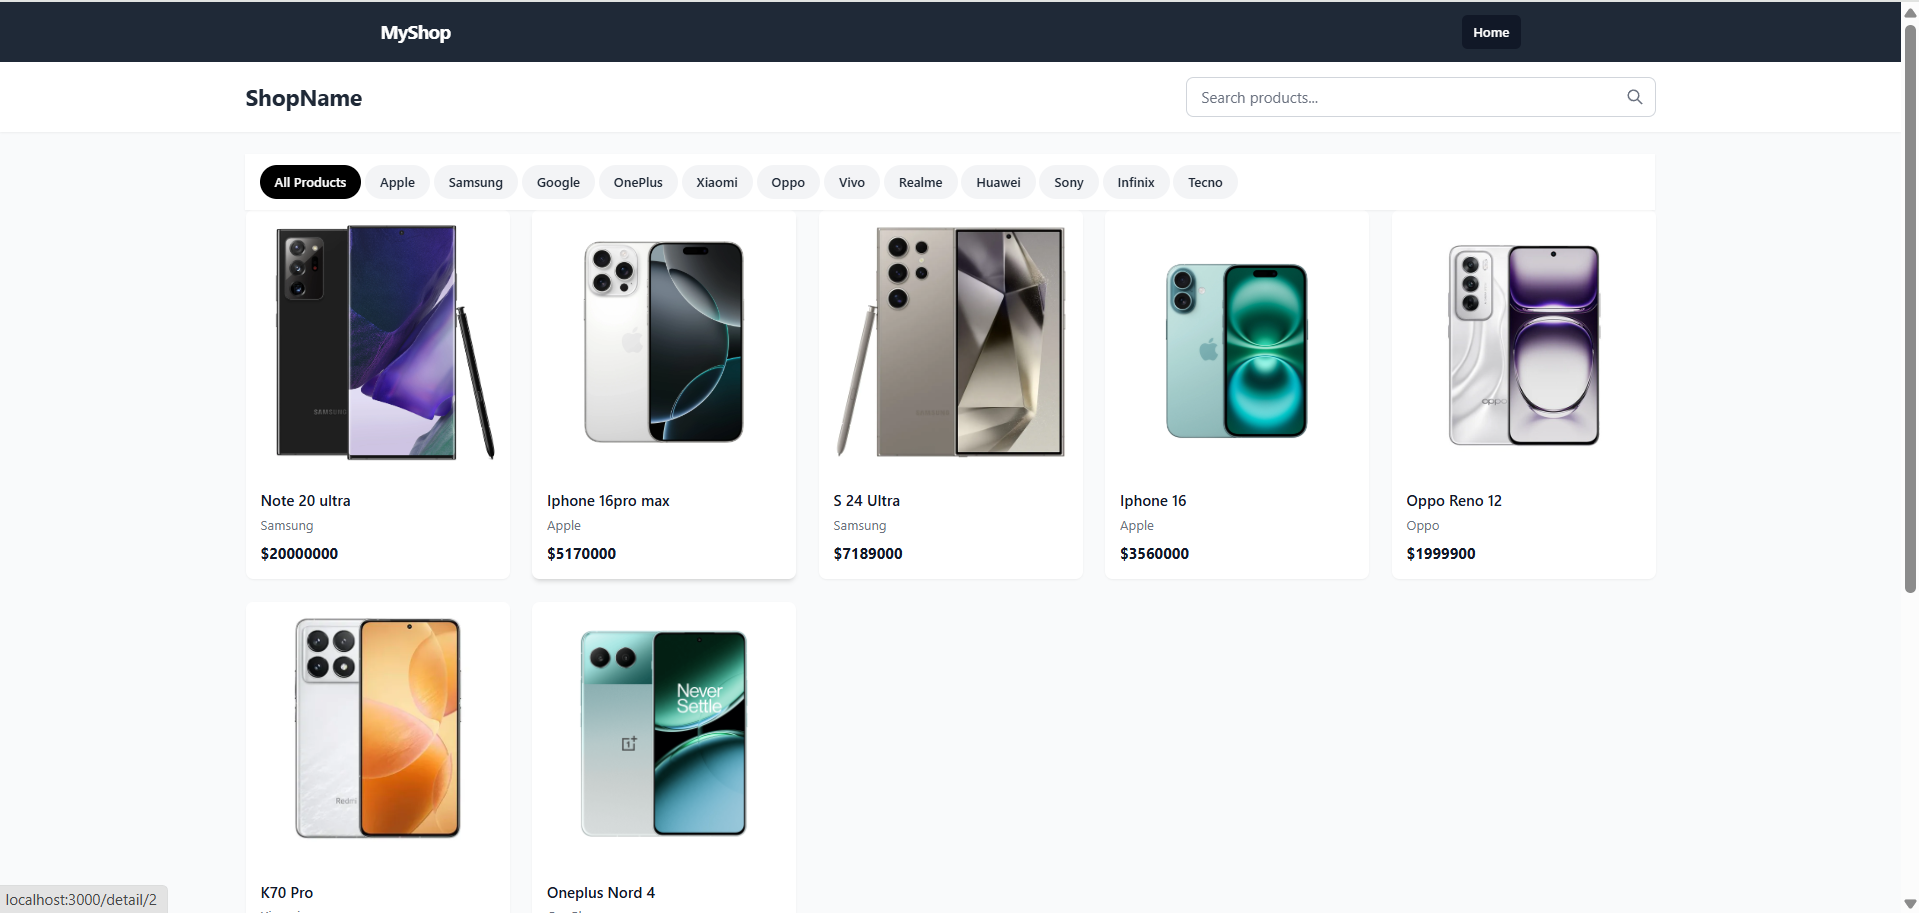 MyShop
Home
ShopName
Search products...
All Products
Apple
Samsung
Google
OnePlus
Xiaomi
Oppo
Vivo
Realme
Huawei
Sony
Infinix
Tecno
SAMSUNG
SAMSUNG
oppo
Note 20 ultra
Samsung
$20000000
Iphone 16pro max
Apple
$5170000
S 24 Ultra
Samsung
$7189000
Iphone 16
Apple
$3560000
Oppo Reno 12
Oppo
$1999900
Redmi
Never
Settle
K70 Pro
Oneplus Nord 4
localhost:3000/detail/2